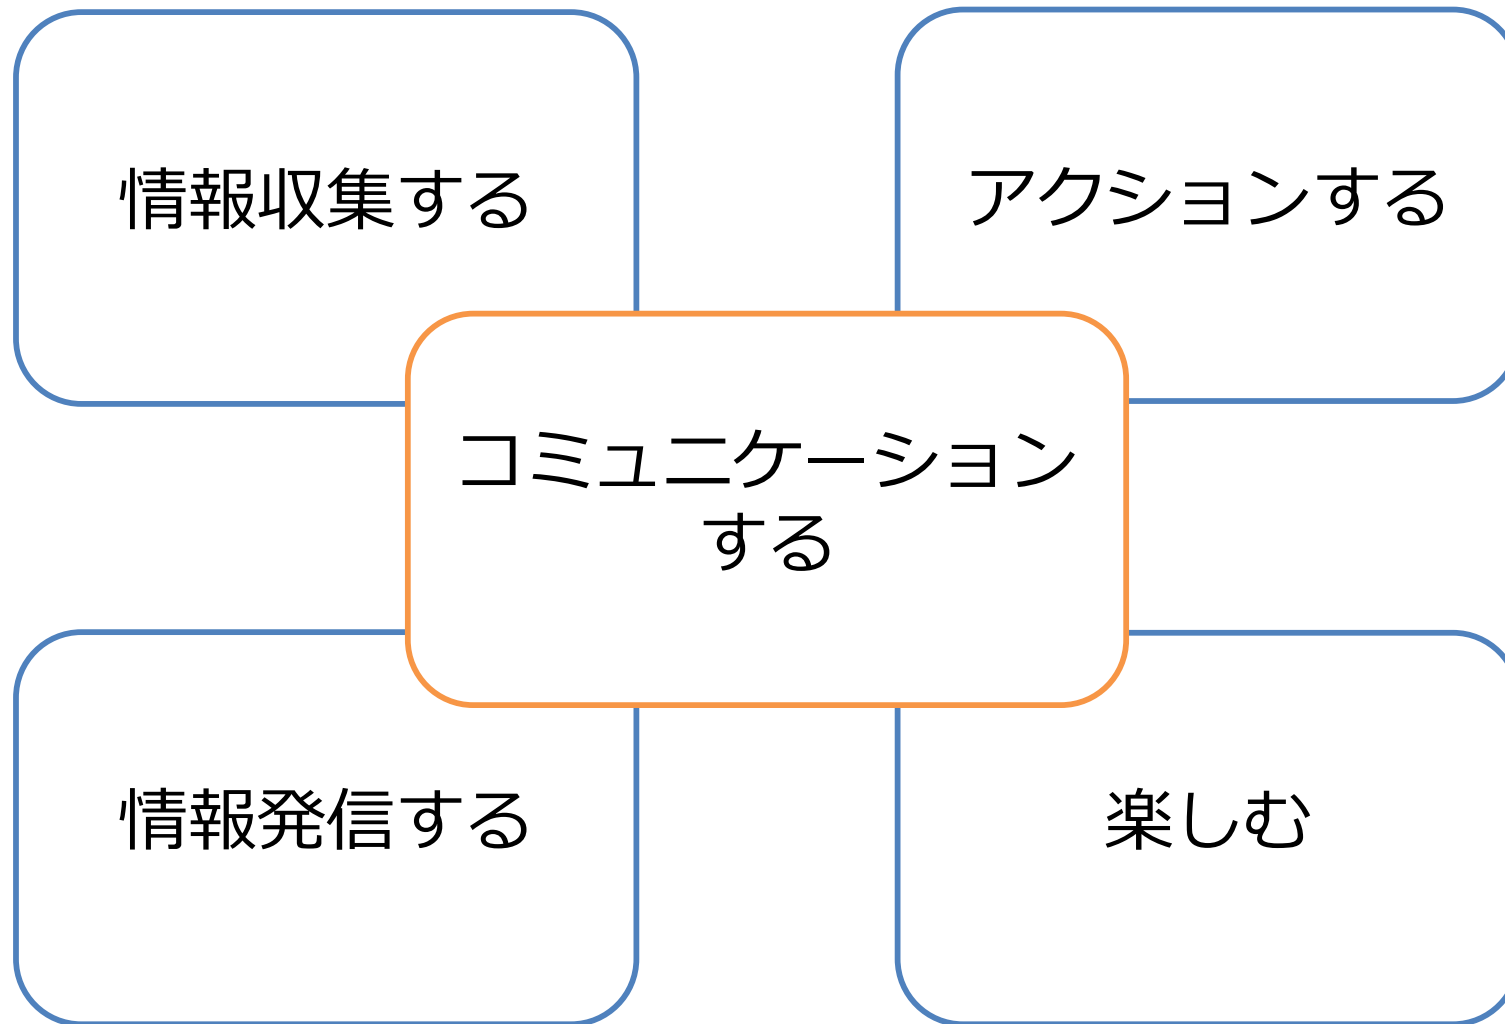 情報収集する
アクションする
コミュニケーション
する
情報発信する
楽しむ